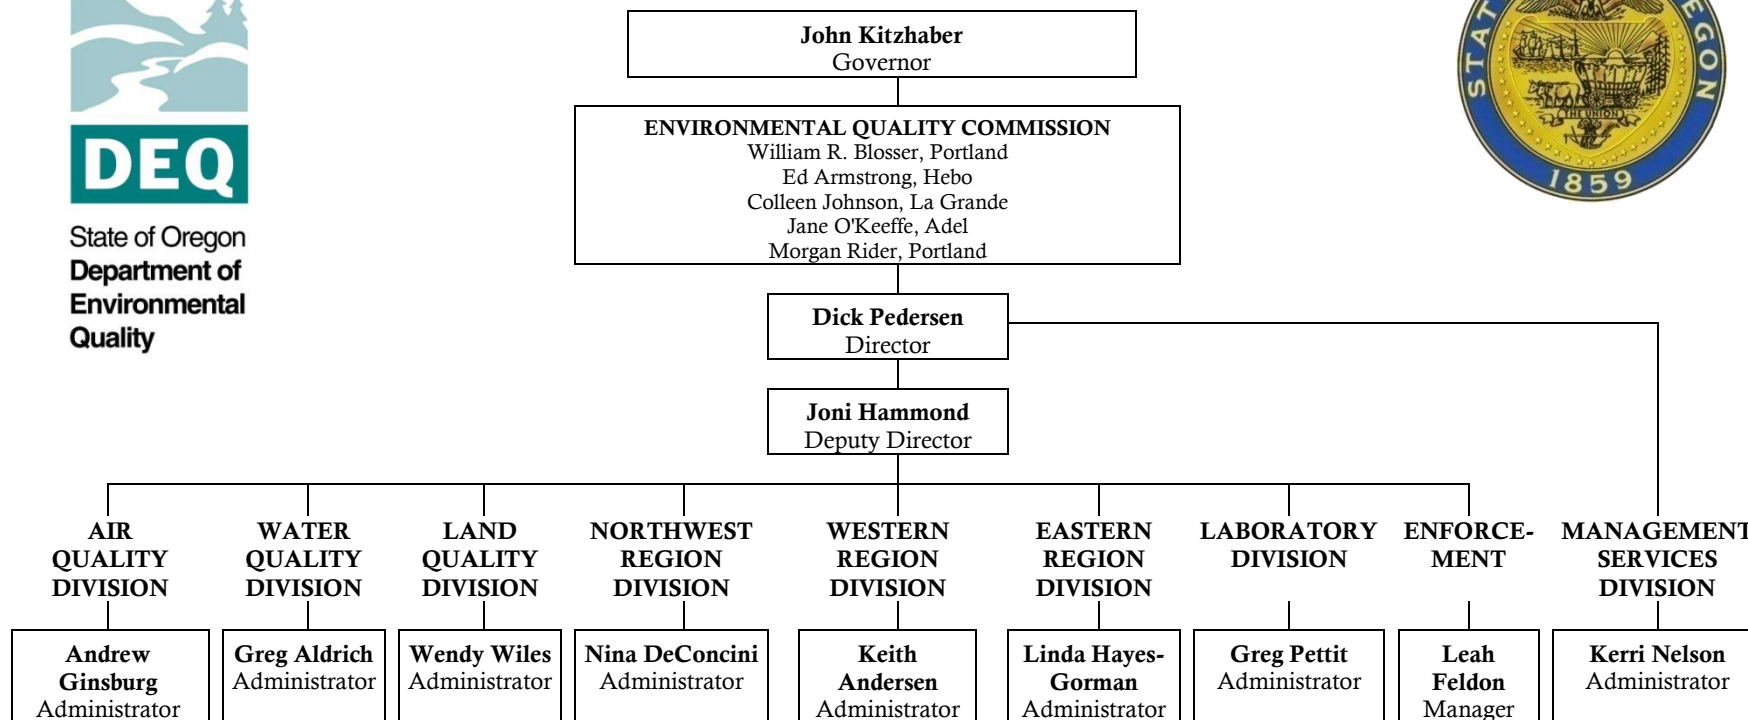 John Kitzhaber
Governor
ENVIRONMENTAL QUALITY COMMISSION
William R. Blosser, Portland
Ed Armstrong, Hebo
Colleen Johnson, La Grande
Jane O'Keeffe, Adel
Morgan Rider, Portland
DEQ
State of Oregon
Department of
Environmental
Quality
STAT EGON
THE UNION
1859
Dick Pedersen
Director
Joni Hammond
Deputy Director
AIR
QUALITY
DIVISION
WATER
QUALITY
DIVISION
LAND
QUALITY
DIVISION
NORTHWEST
REGION
DIVISION
WESTERN
REGION
DIVISION
EASTERN
REGION
DIVISION
LABORATORY
DIVISION
ENFORCE-
MENT
MANAGEMENT
SERVICES
DIVISION
Andrew
Ginsburg
Administrator
Greg Aldrich
Administrator
Wendy Wiles
Administrator
Nina DeConcini
Administrator
Keith
Andersen
Administrator
Linda Hayes-
Gorman
Administrator
Greg Pettit
Administrator
Leah
Feldon
Manager
Kerri Nelson
Administrator